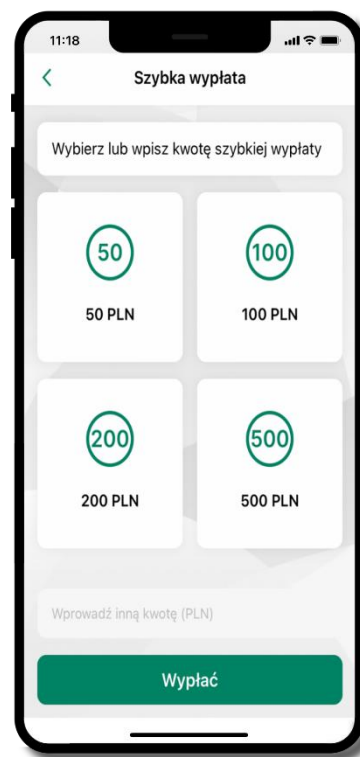 11:18
Szybka wypłata
Wybierz lub wpisz kwotę szybkiej wypłaty
50
100
50 PLN
100 PLN
200
500
200 PLN
500 PLN
Wprowadź inną kwotę (PLN)
Wypłać